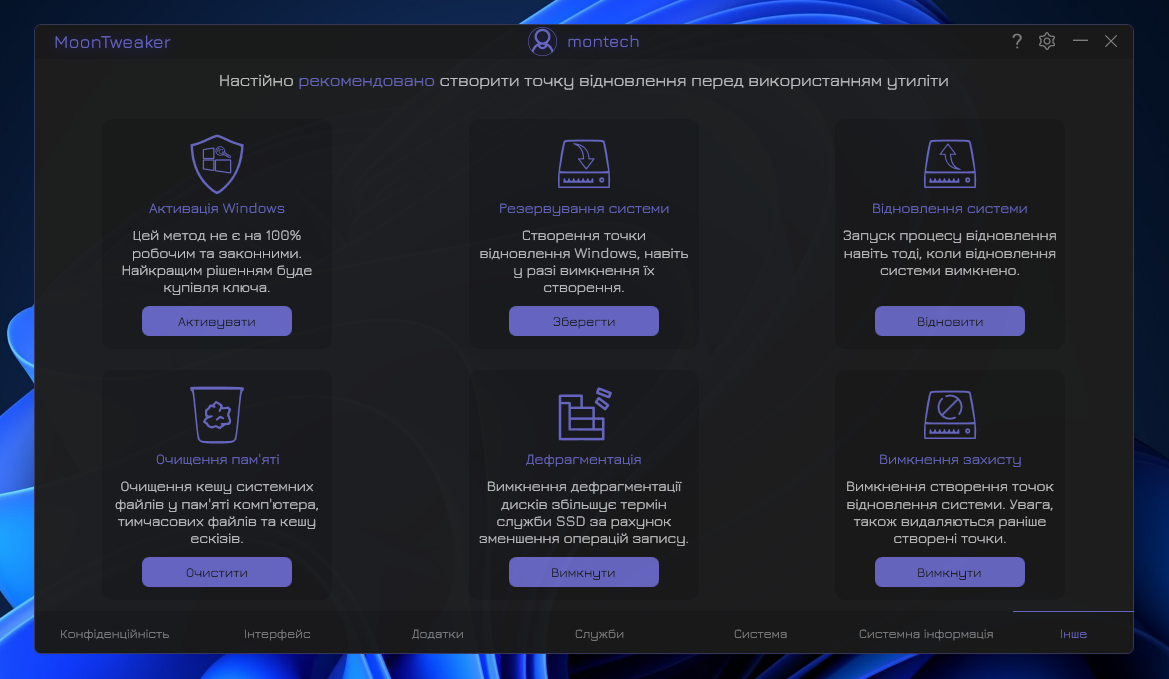 MoonTweaker
montech
?
Настійно рекомендовано створити точку відновлення перед використанням утиліти
Активація Windows
Цей метод не є на 100%
робочим та законними.
Найкращим рішенням буде
купівля ключа.
Активувати
Резервування системи
Створення точки
відновлення Windows, навіть
у разі вимкнення їх
створення.
Зберегти
Відновлення системи
Запуск процесу відновлення
навіть тоді, коли відновлення
системи вимкнено.
Відновити
Очищення пам'яті
Очищення кешу системних
файлів у пам'яті комп'ютера,
тимчасових файлів та кешу
ескізів.
Очистити
Дефрагментація
Вимкнення дефрагментації
дисків збільшує термін
служби SSD за рахунок
зменшення операцій запису.
Вимкнути
Вимкнення захисту
Вимкнення створення точок
відновлення системи. Увага,
також видаляються раніше
створені точки.
Вимкнути
Конфіденційність
Інтерфейс
Додатки
Служби
Система
Системна інформація
Інше